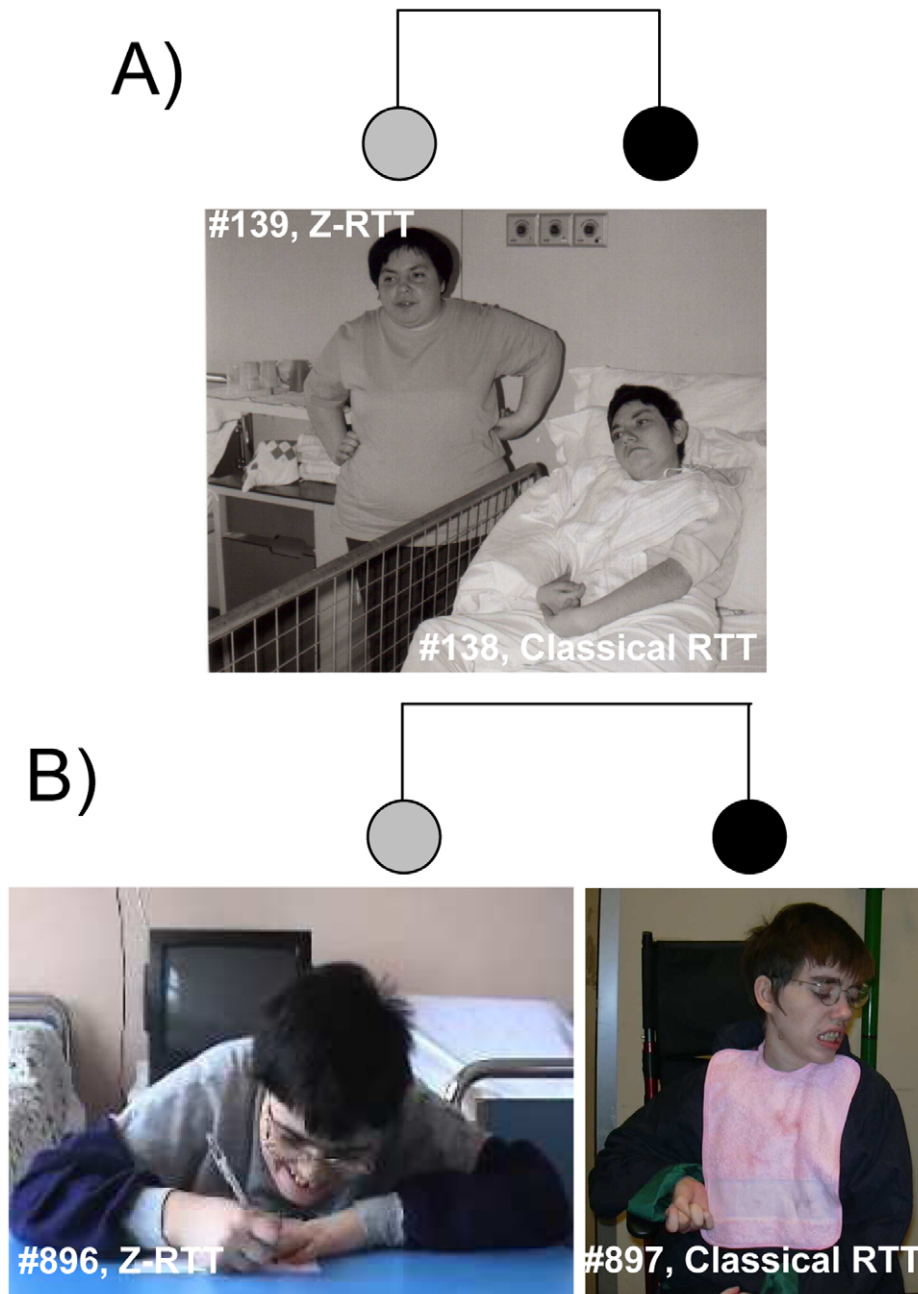 A)
#139, Z-RTT
#138, Classical RTT
B)
#896, Z-RTT
#897, Classical RTT